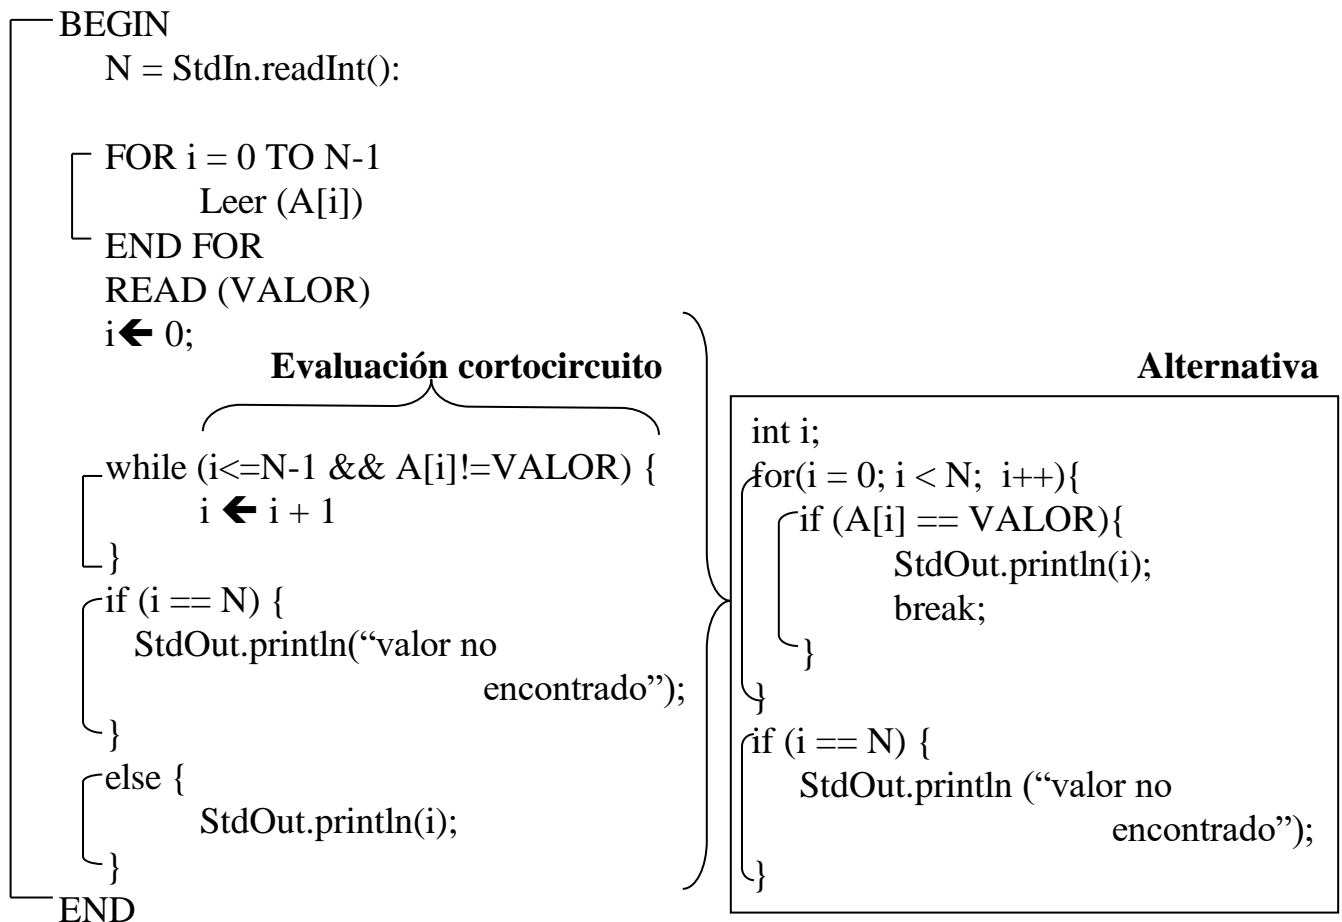 BEGIN
N = StdIn.readInt():
FOR i = 0 TO N-1
Leer (A[i])
END FOR
READ (VALOR)
i🡸 0;
Evaluación cortocircuito
while (i<=N-1 && A[i]!=VALOR) {
i 🡸 i + 1
}
if (i == N) {
StdOut.println(“valor no
encontrado”);
}
else {
StdOut.println(i);
}
END
Alternativa
int i;
for(i = 0; i < N; i++){
if (A[i] == VALOR){
StdOut.println(i);
break;
}
}
if (i == N) {
StdOut.println (“valor no
encontrado”);
}